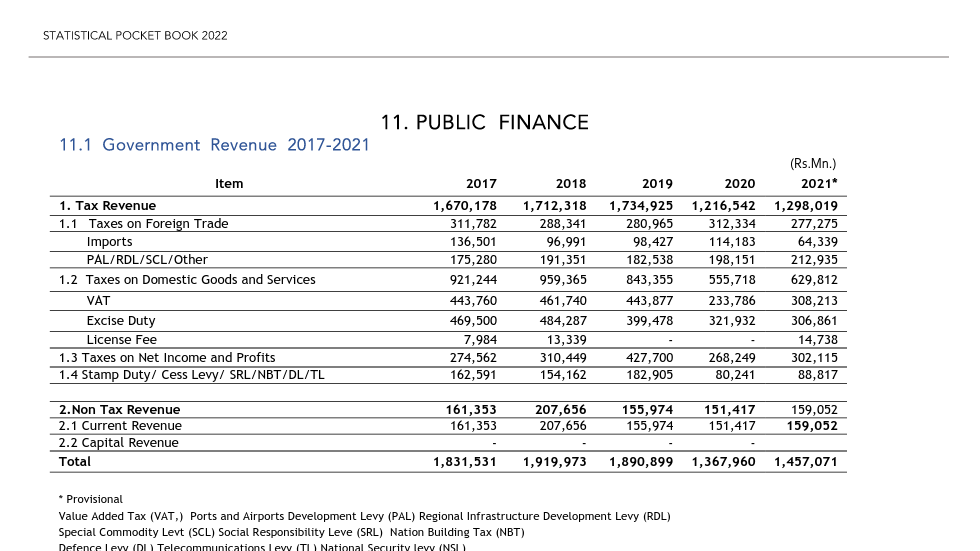 STATISTICAL POCKET BOOK 2022
11. PUBLIC FINANCE
11.1 Government Revenue 2017-2021
(Rs.Mn.)
Item 2017 2018 2019 2020 2021*
1. Tax Revenue 1,670,178 1,712,318 1,734,925 1,216,542 1,298,019
1.1 Taxes on Foreign Trade 311,782 288,341 280,965 312,334 277,275
Imports 136,501 96,991 98,427 114,183 64,339
PAL/RDL/SCL/Other 175,280 191,351 182,538 198,151 212,935
1.2 Taxes on Domestic Goods and Services 921,244 959,365 843,355 555,718 629,812
VAT 443,760 461,740 443,877 233,786 308,213
Excise Duty 469,500 484,287 399,478 321,932 306,861
License Fee 7,984 13,339 - - 14,738
1.3 Taxes on Net Income and Profits 274,562 310,449 427,700 268,249 302,115
1.4 Stamp Duty/ Cess Levy/ SRL/NBT/DL/TL 162,591 154,162 182,905 80,241 88,817
2.Non Tax Revenue 161,353 207,656 155,974 151,417 159,052
2.1 Current Revenue 161,353 207,656 155,974 151,417 159,052
2.2 Capital Revenue - - - -
Total 1,831,531 1,919,973 1,890,899 1,367,960 1,457,071
* Provisional
Value Added Tax (VAT,) Ports and Airports Development Levy (PAL) Regional Infrastructure Development Levy (RDL)
Special Commodity Levt (SCL) Social Responsibility Leve (SRL) Nation Building Tax (NBT)
Defence Levy (DL) Telecommunications Levy (TL) National Security levy (NSL)